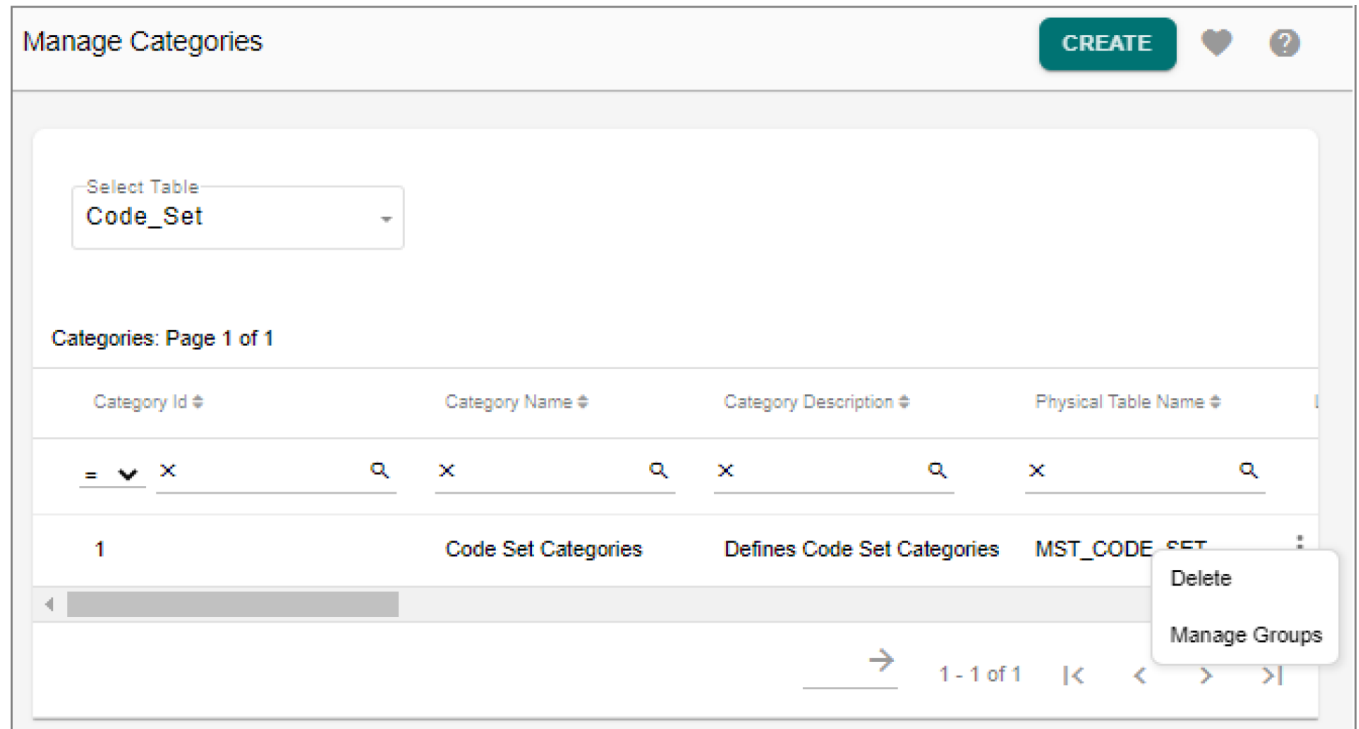 Manage Categories CREATE
Select Table
Code_Set
Categories: Page 1 of 1
Category Id Category Name Category Description Physical Table Name
=
1 Code Set Categories Defines Code Set Categories MST_CODE_SET
Delete
Manage Groups
1 - 1 of 1